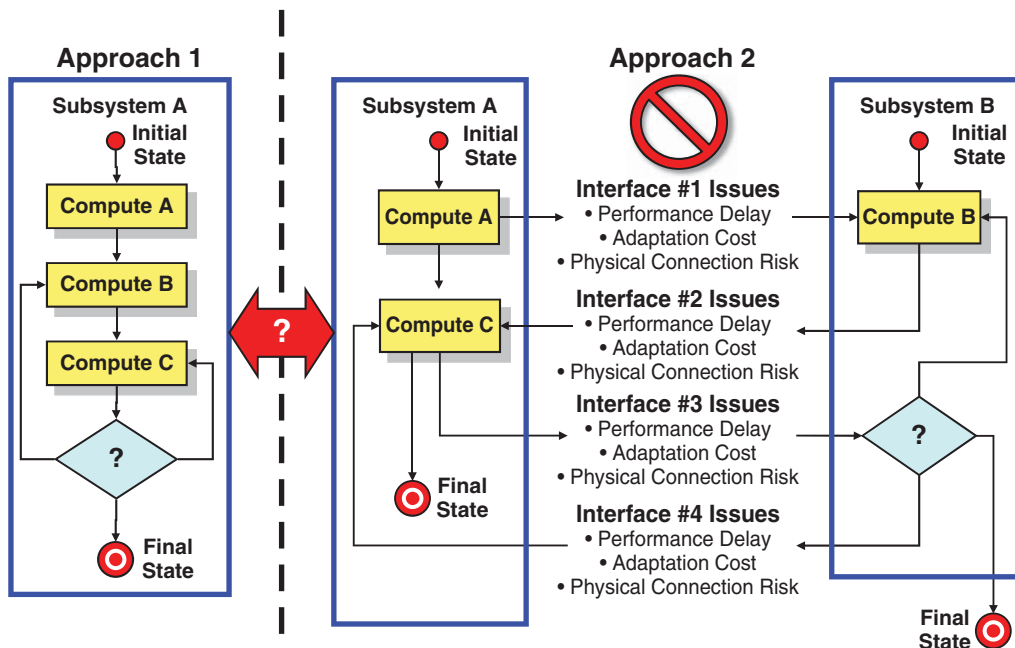 Approach 1
Subsystem A
Initial
State
Compute A
Compute B
Compute C
?
Final
State
?
Approach 2
Subsystem A
Initial
State
Compute A
Compute C
Final
State
Interface #1 Issues
• Performance Delay
• Adaptation Cost
• Physical Connection Risk
Interface #2 Issues
• Performance Delay
• Adaptation Cost
• Physical Connection Risk
Interface #3 Issues
• Performance Delay
• Adaptation Cost
• Physical Connection Risk
Interface #4 Issues
• Performance Delay
• Adaptation Cost
• Physical Connection Risk
Subsystem B
Initial
State
Compute B
?
Final
State